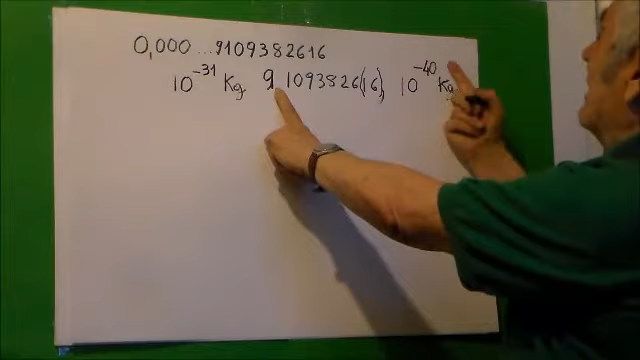 0,000...9109382616
10⁻³¹ Kg 9,1093826(16), 10⁻⁴⁰ Kg